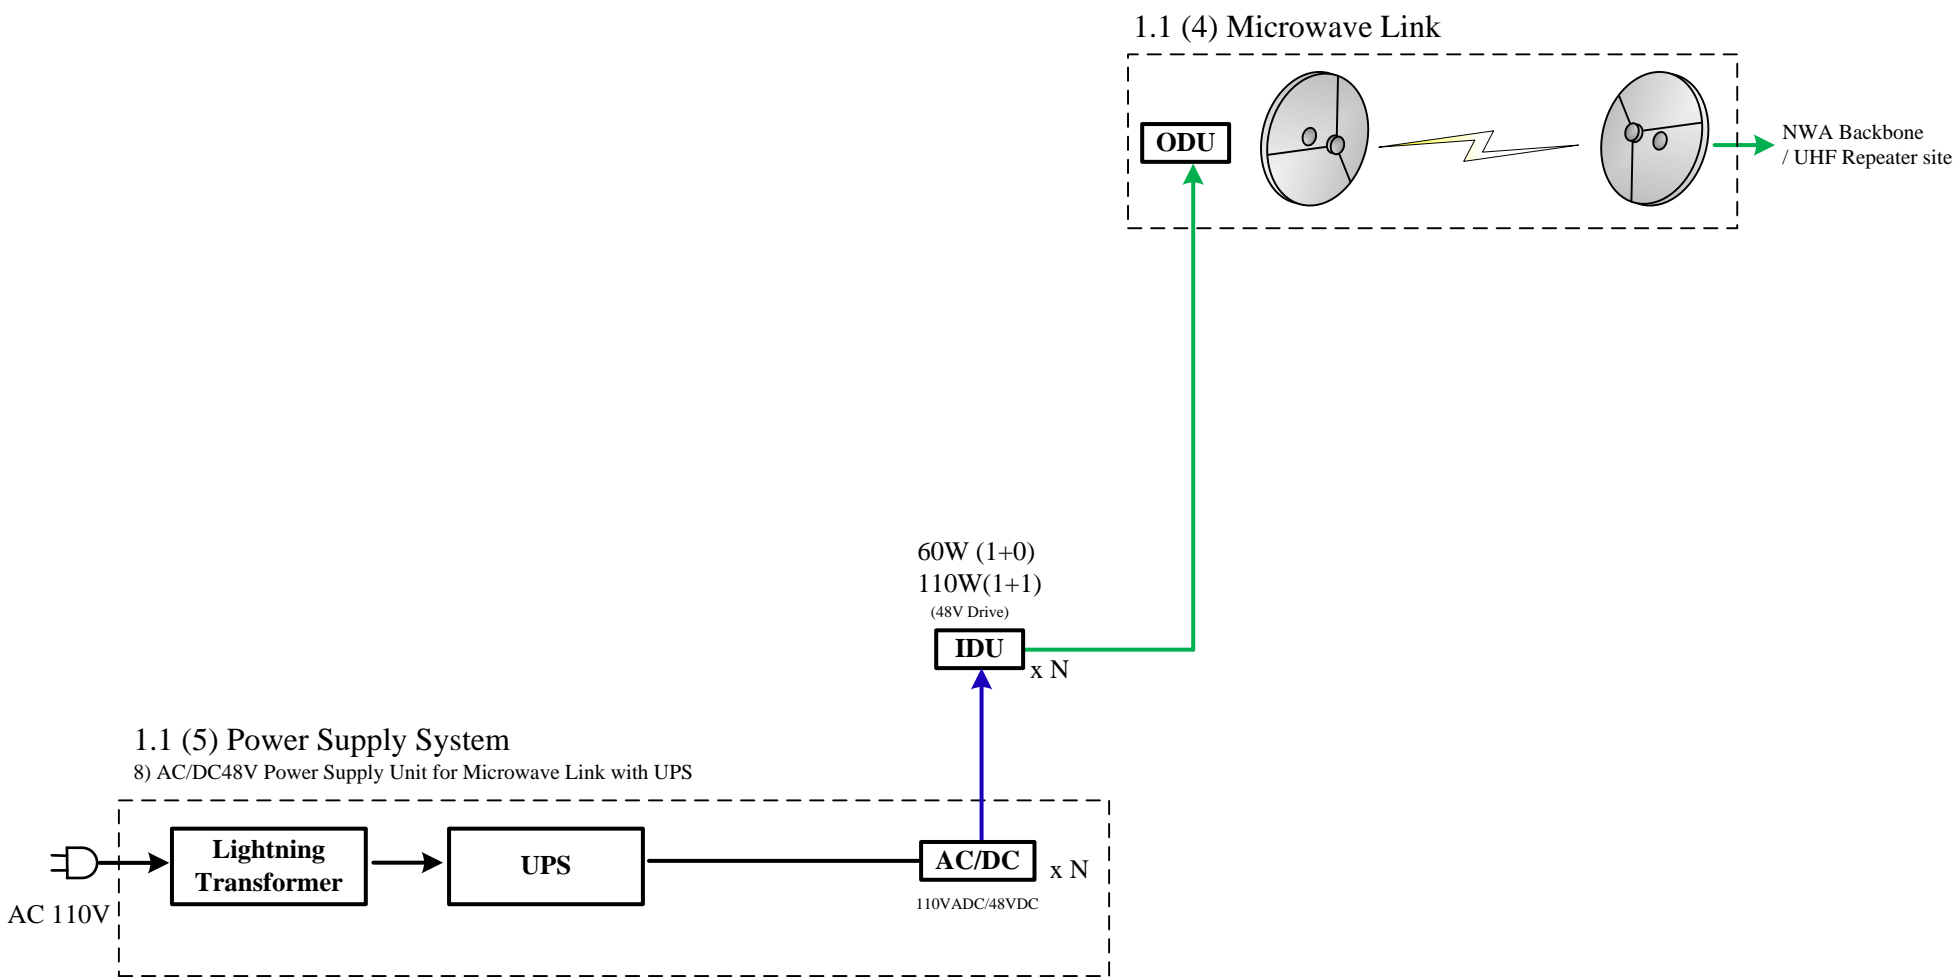 1.1 (4) Microwave Link
ODU
NWA Backbone
/ UHF Repeater site
60W (1+0)
110W(1+1)
(48V Drive)
IDU
x N
1.1 (5) Power Supply System
8) AC/DC48V Power Supply Unit for Microwave Link with UPS
Lightning
Transformer
UPS
AC/DC
x N
AC 110V
110VADC/48VDC